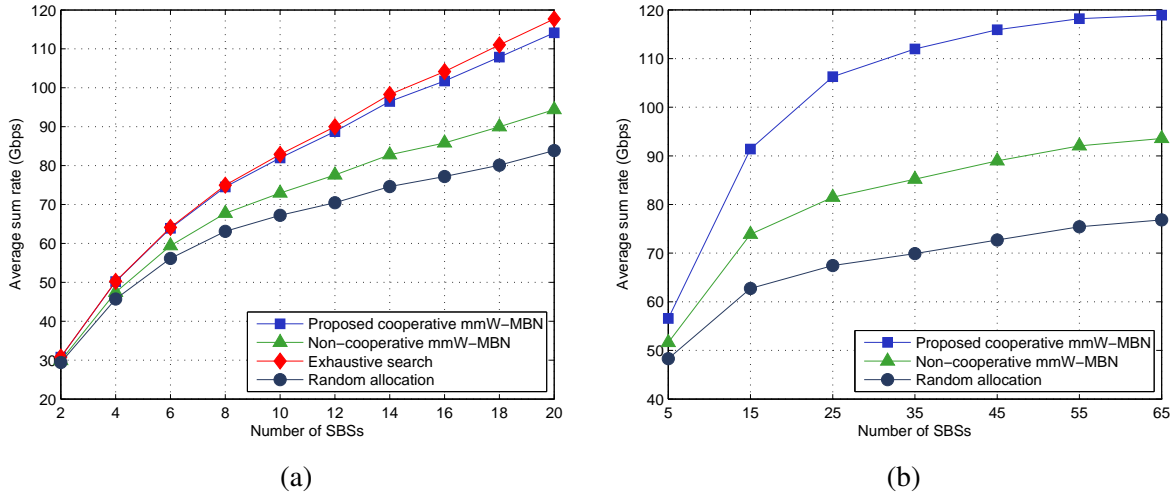 120
110
100
90
80
70
60
50
40
30
20
Average sum rate (Gbps)
2 4 6 8 10 12 14 16 18 20
Number of SBSs
Proposed cooperative mmW−MBN
Non−cooperative mmW−MBN
Exhaustive search
Random allocation
(a)
120
110
100
90
80
70
60
50
40
Average sum rate (Gbps)
5 15 25 35 45 55 65
Number of SBSs
Proposed cooperative mmW−MBN
Non−cooperative mmW−MBN
Random allocation
(b)